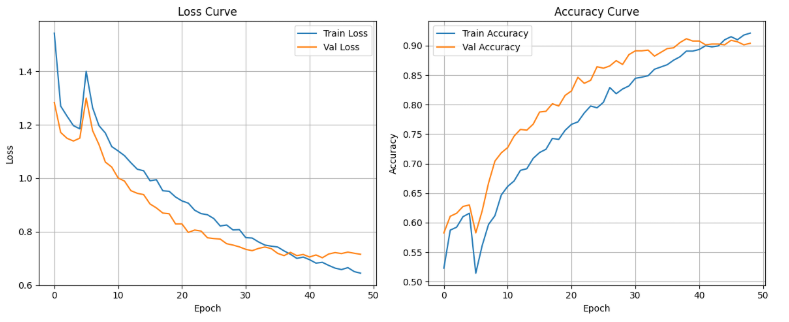 Loss Curve
Train Loss
Val Loss
1.4
1.2
1.0
0.8
0.6
Loss
0
10
20
30
40
50
Epoch
Accuracy Curve
Train Accuracy
Val Accuracy
0.90
0.85
0.80
0.75
0.70
0.65
0.60
0.55
0.50
Accuracy
0
10
20
30
40
50
Epoch